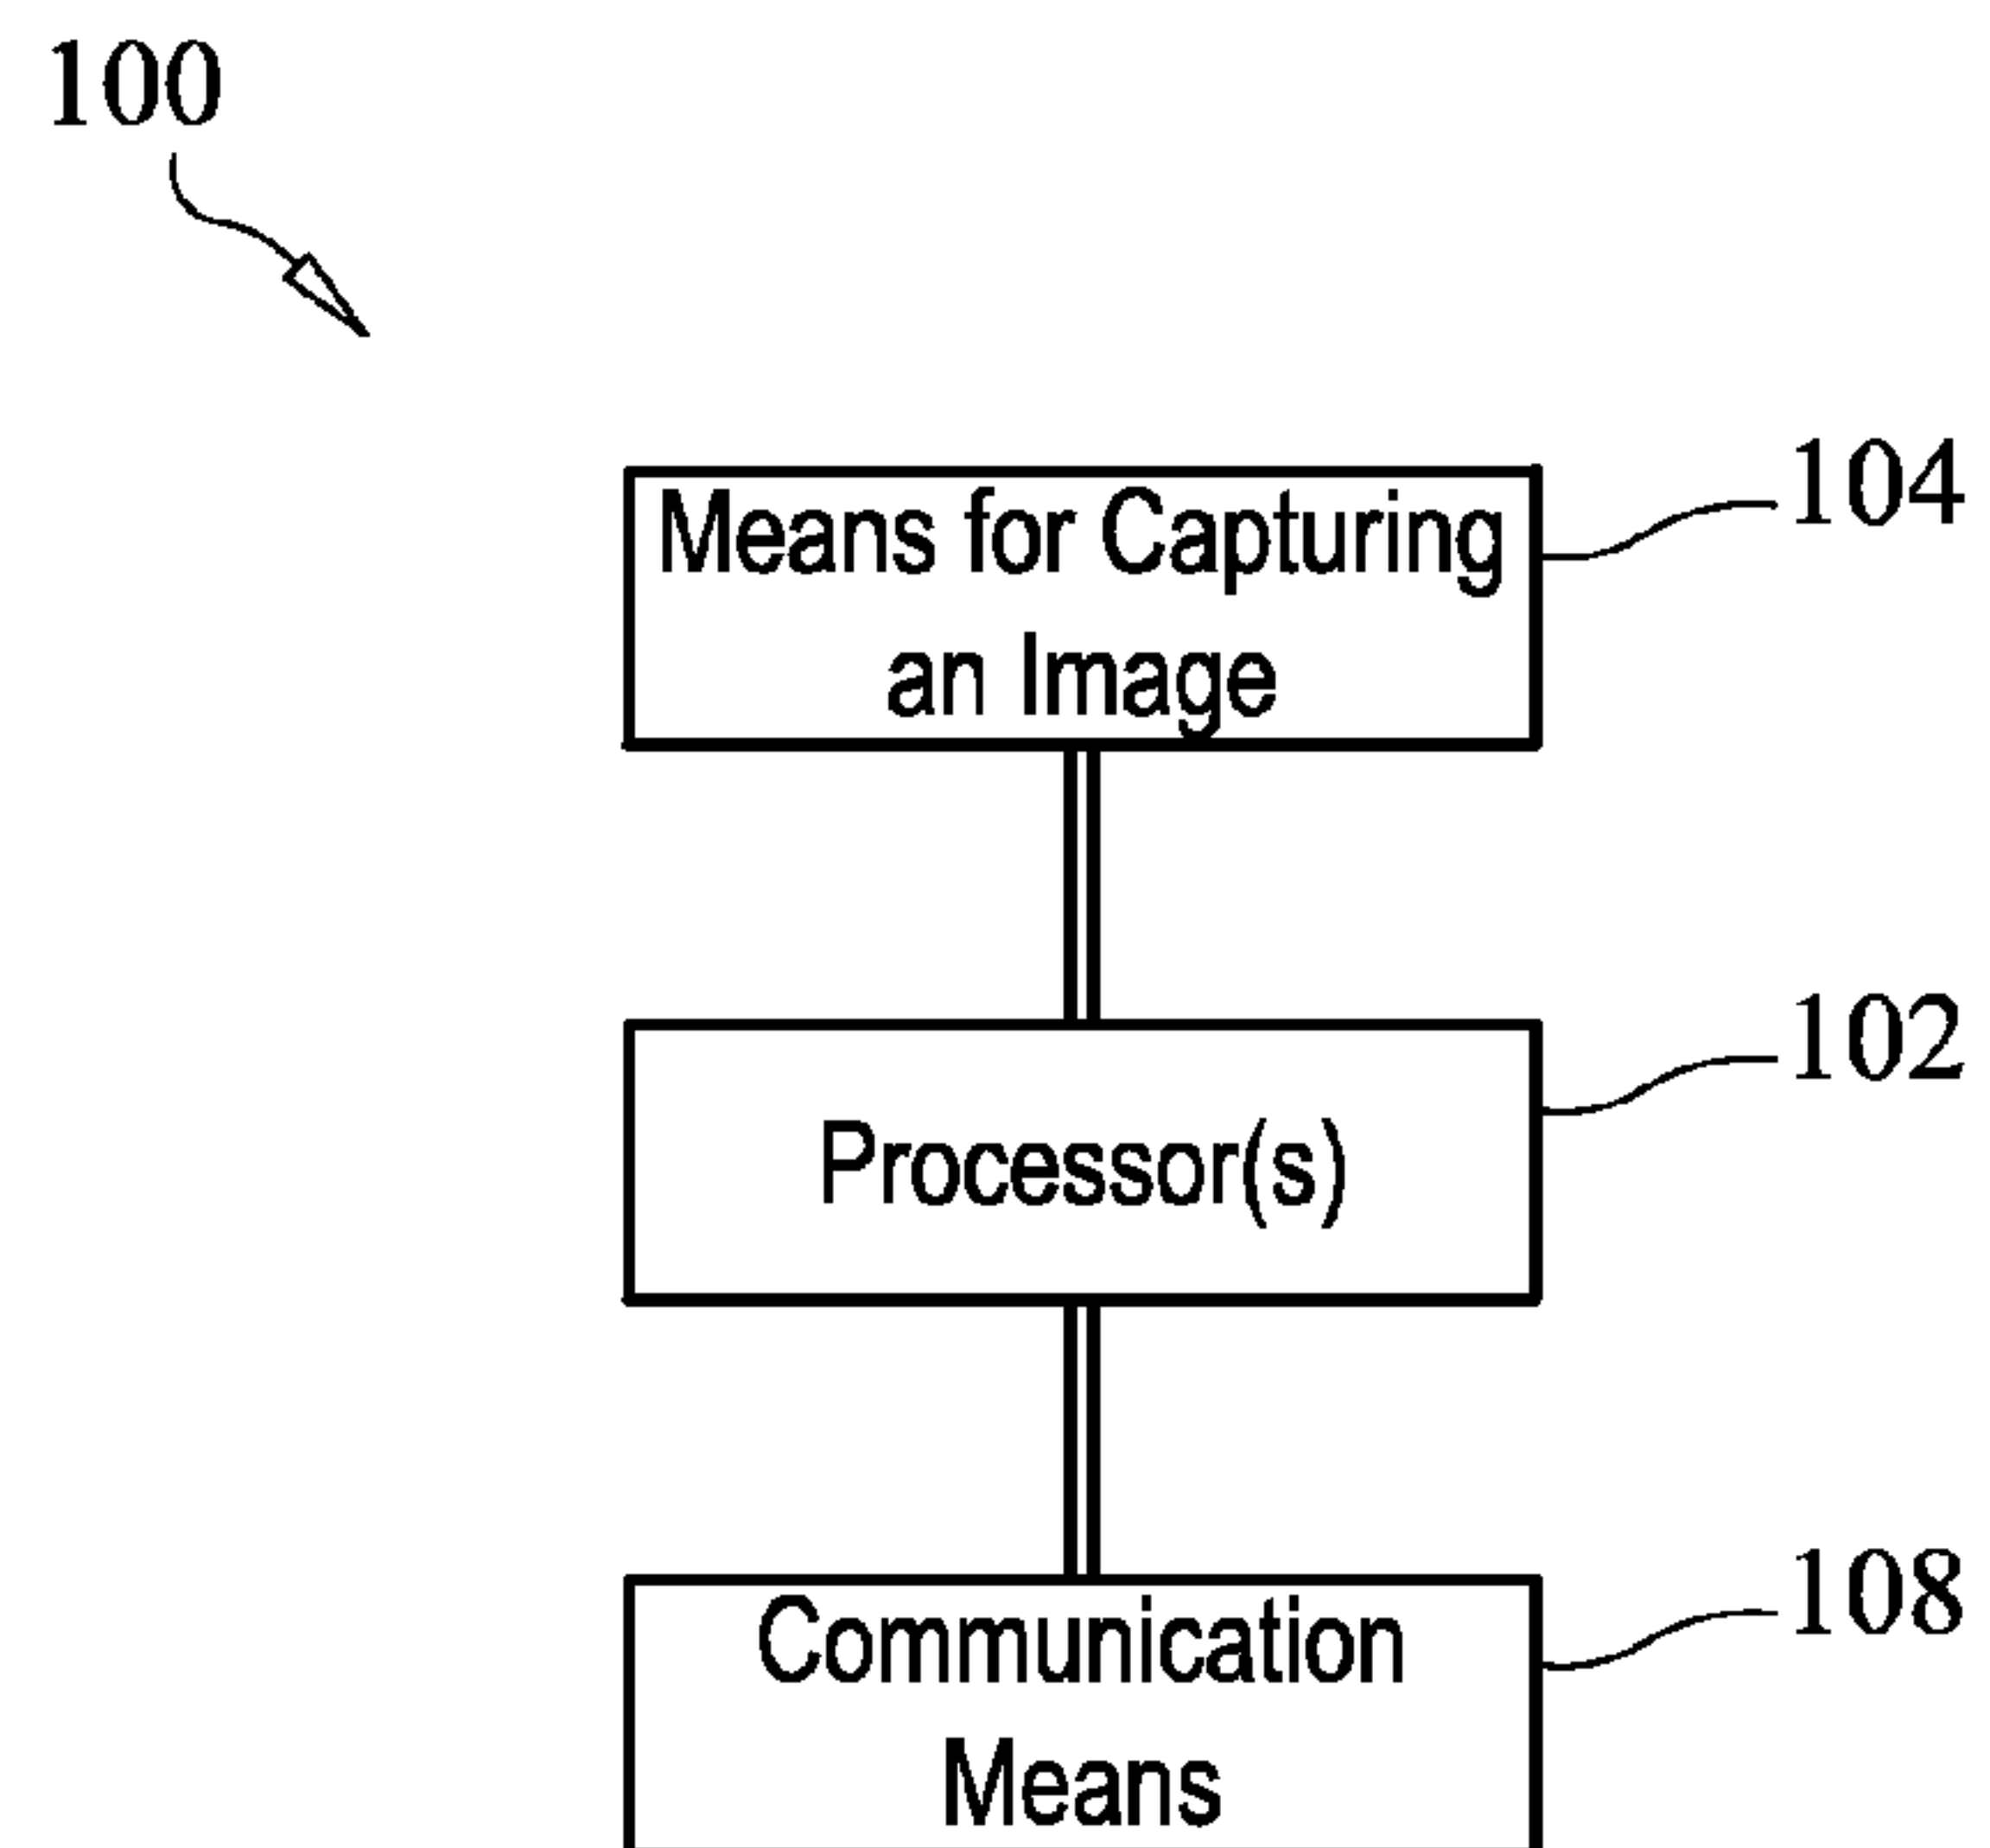 100
Means for Capturing
an Image
104
Processor(s)
102
Communication
Means
108